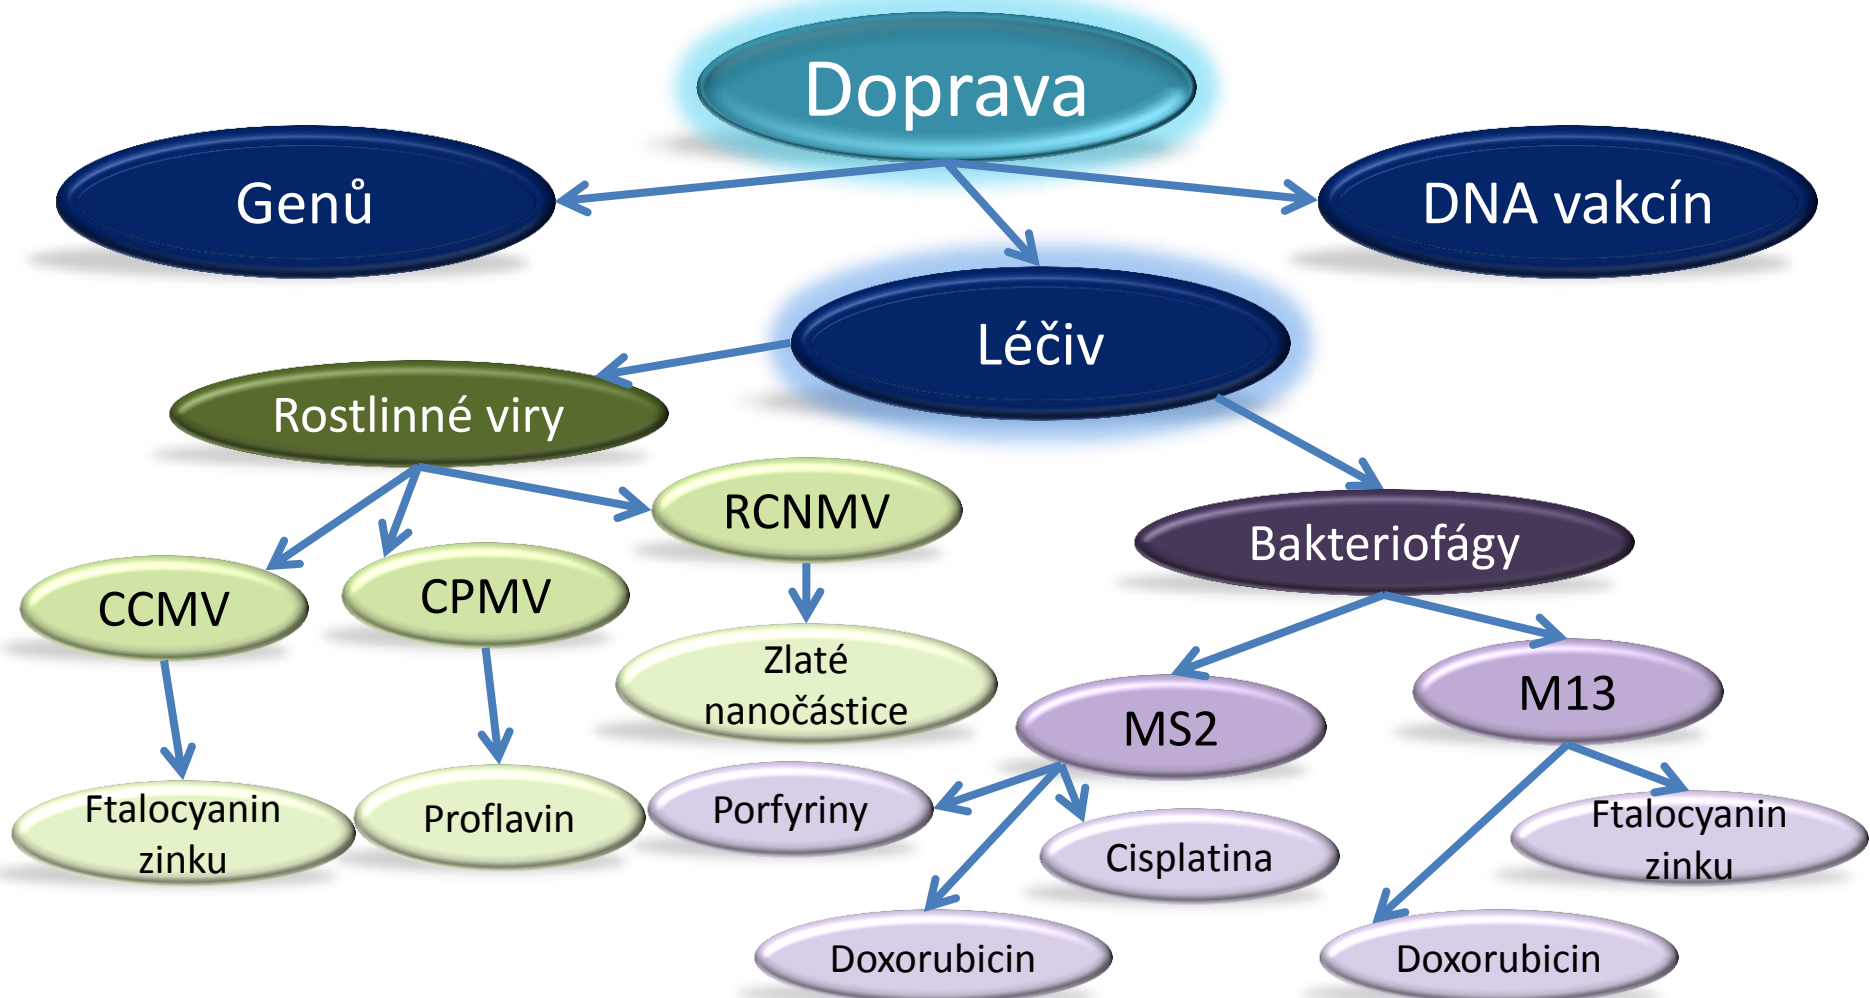 Doprava
Genů
DNA vakcín
Léčiv
Rostlinné viry
RCNMV
Bakteriofágy
CCMV
CPMV
Zlaté
nanočástice
MS2
M13
Ftalocyanin
zinku
Proflavin
Porfyriny
Cisplatina
Ftalocyanin
zinku
Doxorubicin
Doxorubicin